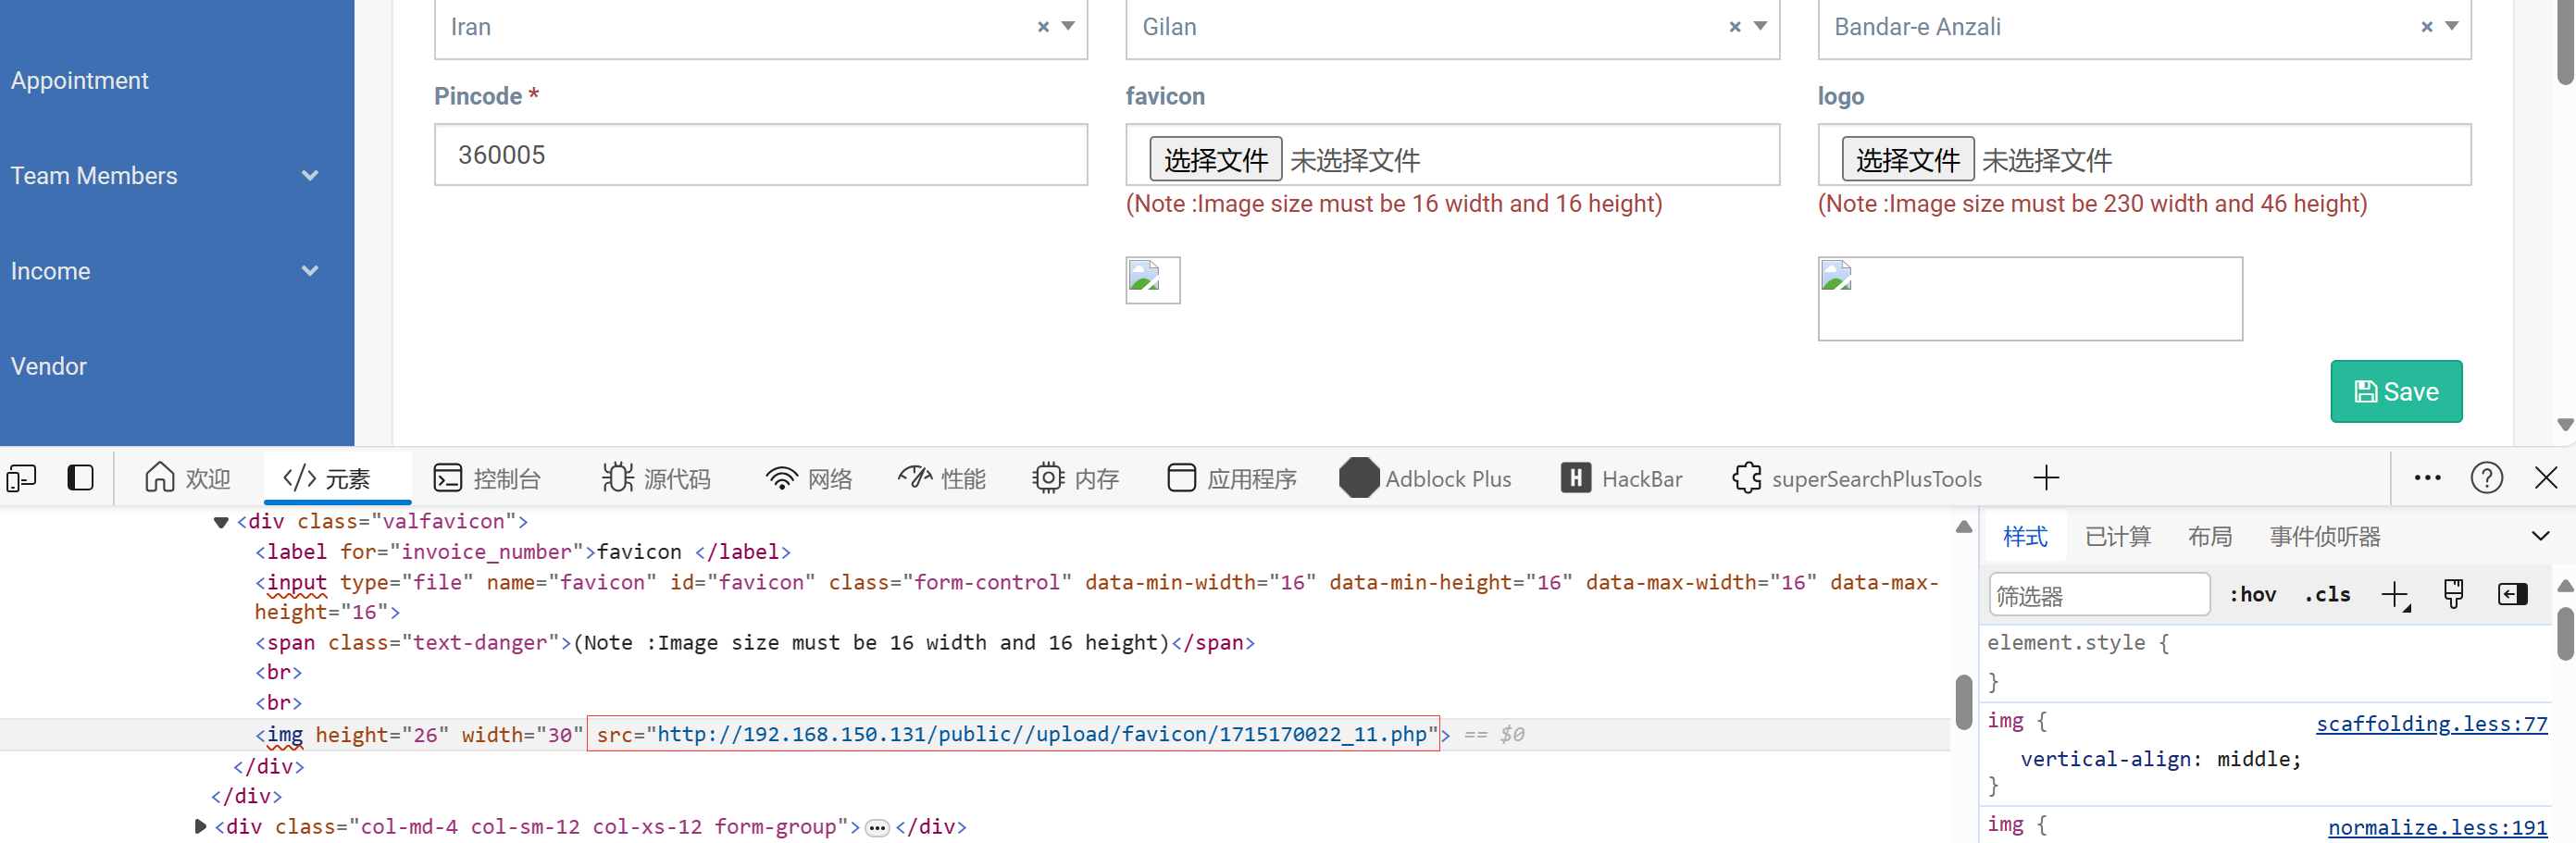 Iran × Gilan × Bandar-e Anzali ×
Appointment
Pincode * favicon logo
360005 选择文件 未选择文件 选择文件 未选择文件
Team Members
(Note :Image size must be 16 width and 16 height) (Note :Image size must be 230 width and 46 height)
Income
Vendor
Save
欢迎 </> 元素 控制台 源代码 网络 性能 内存 应用程序 Adblock Plus H HackBar superSearchPlusTools
<div class="valfavicon">
<label for="invoice_number">favicon </label>
<input type="file" name="favicon" id="favicon" class="form-control" data-min-width="16" data-min-height="16" data-max-width="16" data-max-
height="16">
<span class="text-danger">(Note :Image size must be 16 width and 16 height)</span>
<br>
<br>
<img height="26" width="30" src="http://192.168.150.131/public//upload/favicon/1715170022_11.php"> == $0
</div>
</div>
<div class="col-md-4 col-sm-12 col-xs-12 form-group">…</div>
样式 已计算 布局 事件侦听器
筛选器 :hov .cls
element.style {
}
img { scaffolding.less:77
vertical-align: middle;
}
img { normalize.less:191